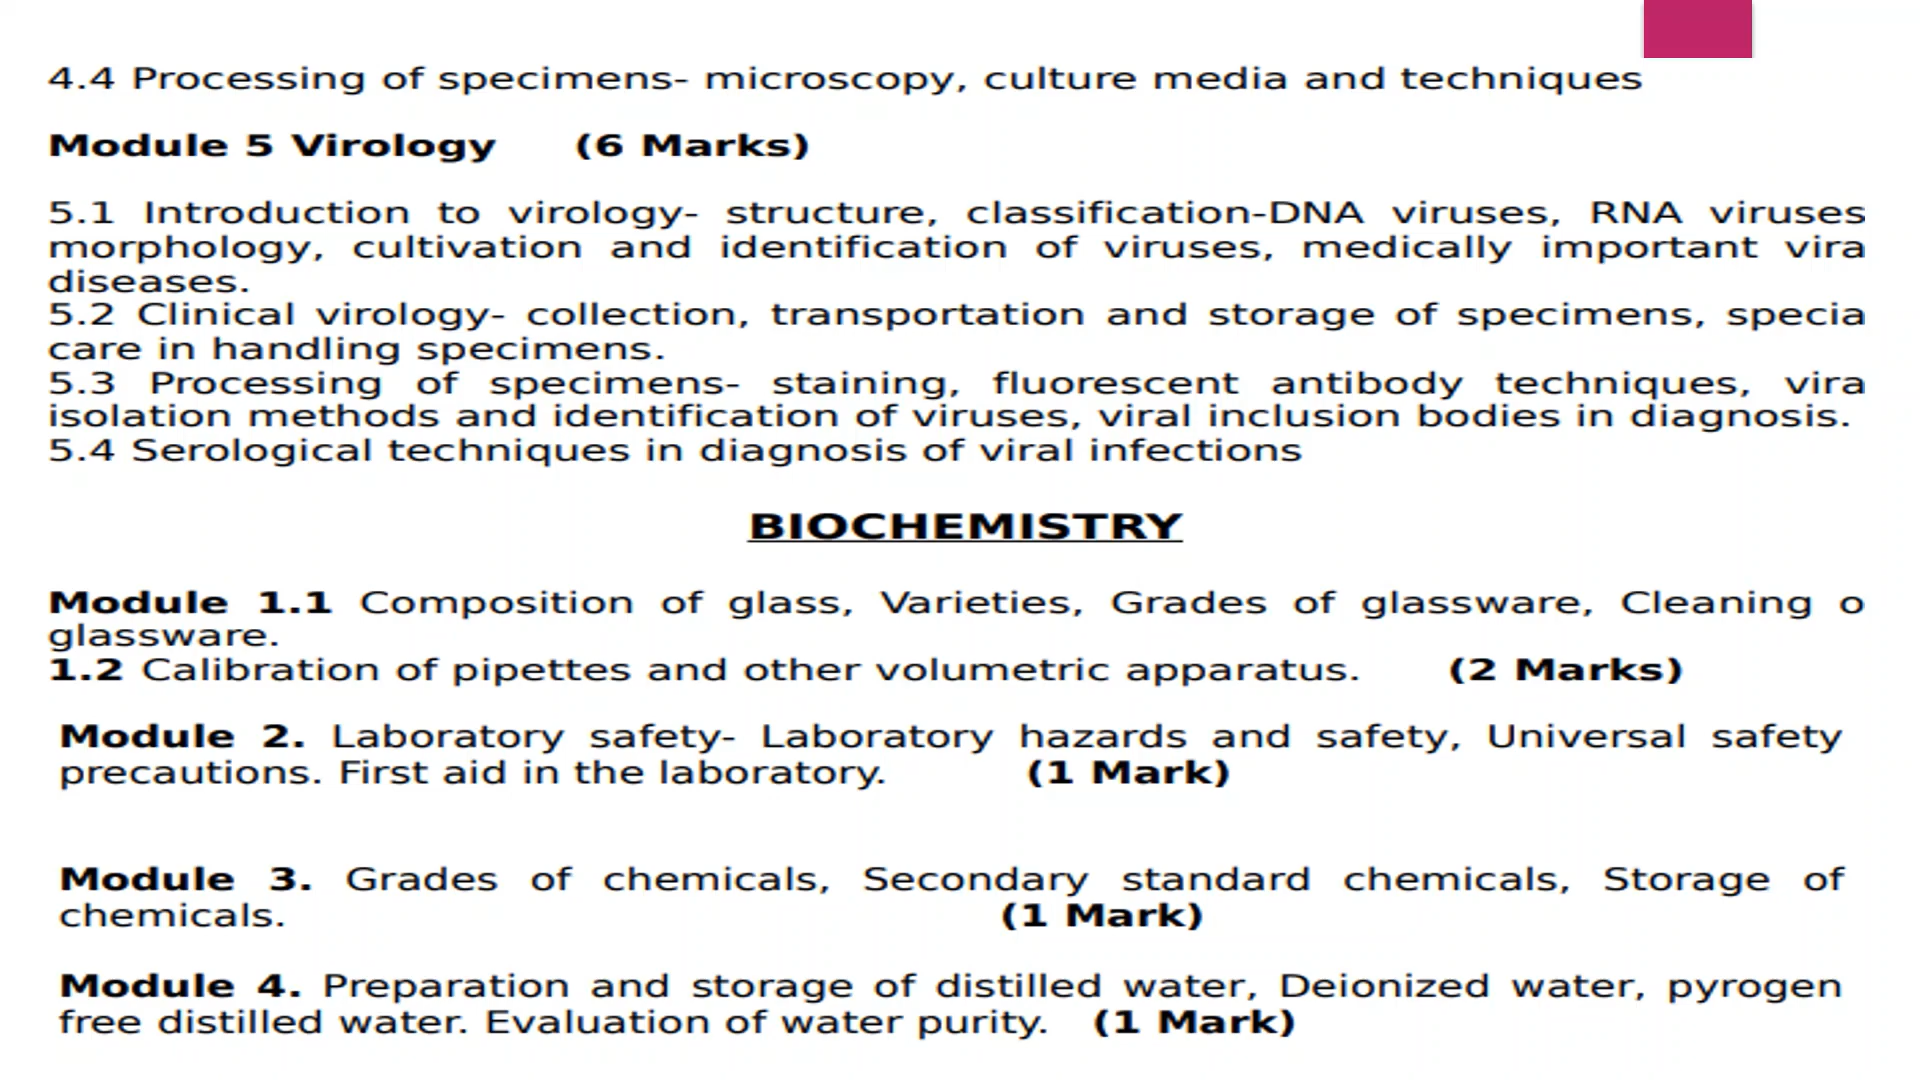 4.4 Processing of specimens- microscopy, culture media and techniques
Module 5 Virology (6 Marks)
5.1 Introduction to virology- structure, classification-DNA viruses, RNA viruses
morphology, cultivation and identification of viruses, medically important vira
diseases.
5.2 Clinical virology- collection, transportation and storage of specimens, specia
care in handling specimens.
5.3 Processing of specimens- staining, fluorescent antibody techniques, vira
isolation methods and identification of viruses, viral inclusion bodies in diagnosis.
5.4 Serological techniques in diagnosis of viral infections
BIOCHEMISTRY
Module 1.1 Composition of glass, Varieties, Grades of glassware, Cleaning o
glassware.
1.2 Calibration of pipettes and other volumetric apparatus. (2 Marks)
Module 2. Laboratory safety- Laboratory hazards and safety, Universal safety
precautions. First aid in the laboratory. (1 Mark)
Module 3. Grades of chemicals, Secondary standard chemicals, Storage of
chemicals. (1 Mark)
Module 4. Preparation and storage of distilled water, Deionized water, pyrogen
free distilled water. Evaluation of water purity. (1 Mark)